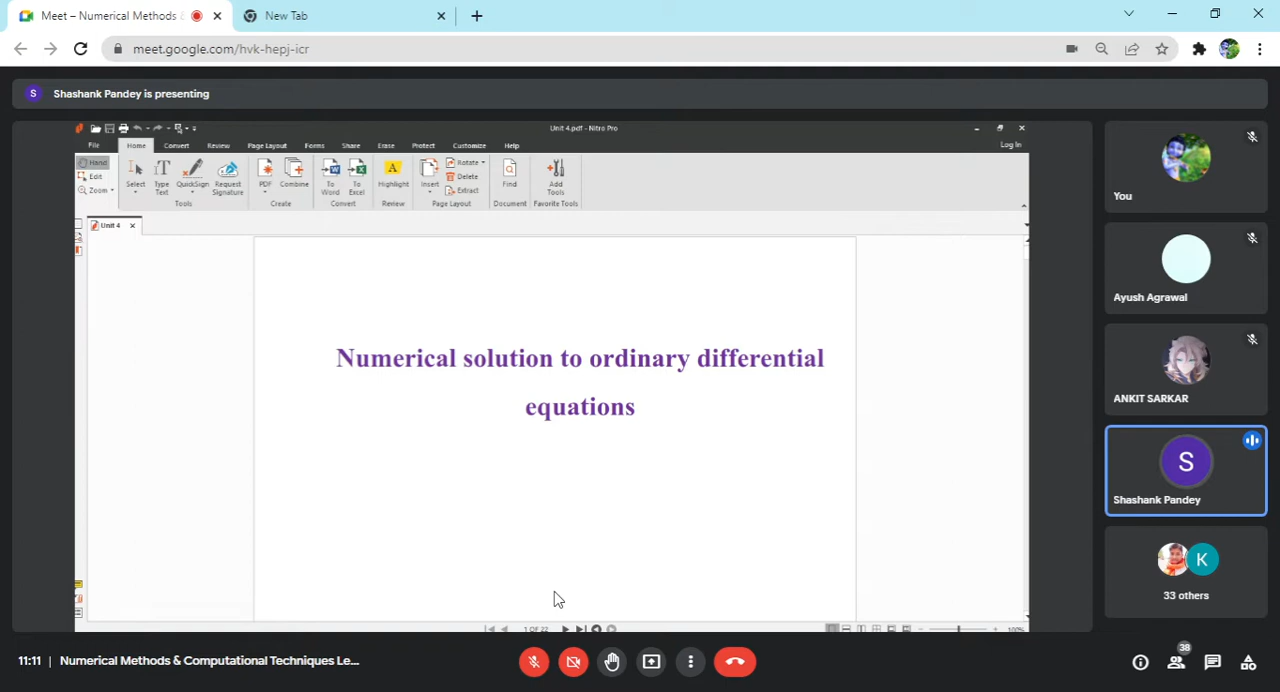 Meet – Numerical Methods &
New Tab
meet.google.com/hvk-hepj-icr
S
Shashank Pandey is presenting
Unit 4.pdf - Nitro Pro
File Home Convert Review Page Layout Forms Share Erase Protect Customize Help Log In
Hand
Edit
Zoom
Select
Type Text
QuickSign
Request Signature
Tools
PDF
Combine
Create
To Word
To Excel
Convert
Highlight
Review
Insert
Rotate
Delete
Extract
Page Layout
Find
Document
Add Tools
Favorite Tools
Unit 4
Numerical solution to ordinary differential
equations
1 OF 22
100%
You
Ayush Agrawal
ANKIT SARKAR
S
Shashank Pandey
K
33 others
11:11 | Numerical Methods & Computational Techniques Le...
38